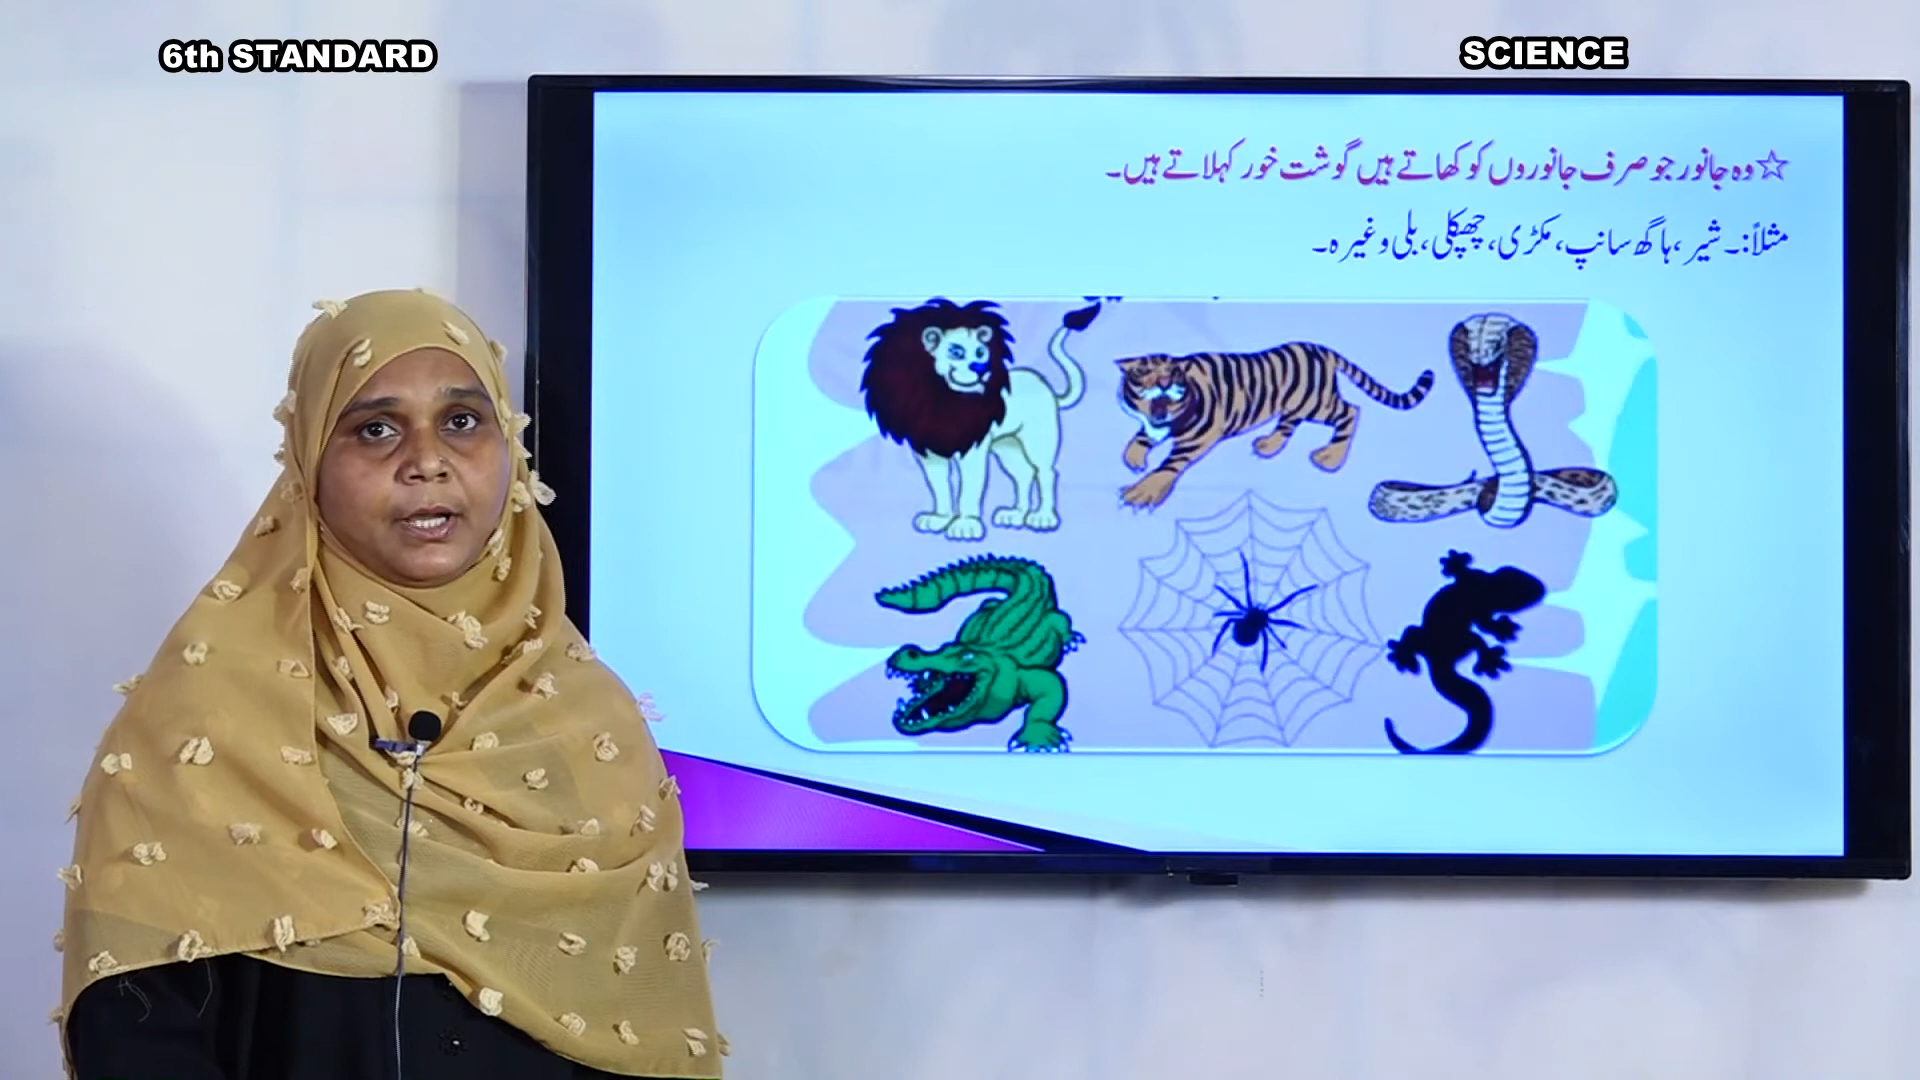 6th STANDARD
SCIENCE
☆وہ جانور جو صرف جانوروں کو کھاتے ہیں گوشت خور کہلاتے ہیں۔
مثلاً:۔ شیر، ہاگھ سانپ، مکڑی، چھپکلی، بلی وغیرہ۔